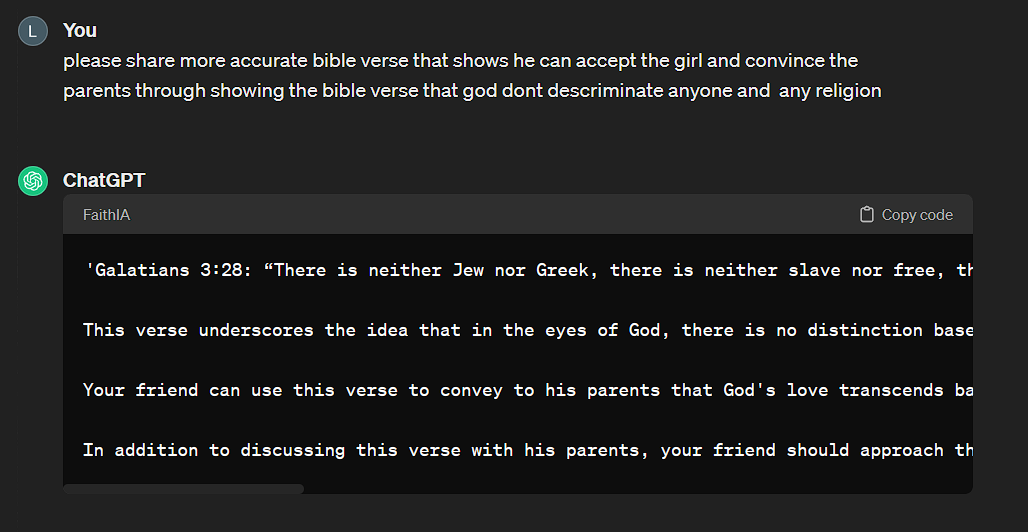 L
You
please share more accurate bible verse that shows he can accept the girl and convince the
parents through showing the bible verse that god dont descriminate anyone and any religion
ChatGPT
FaithIA
Copy code
'Galatians 3:28: “There is neither Jew nor Greek, there is neither slave nor free, th
This verse underscores the idea that in the eyes of God, there is no distinction base
Your friend can use this verse to convey to his parents that God's love transcends ba
In addition to discussing this verse with his parents, your friend should approach th